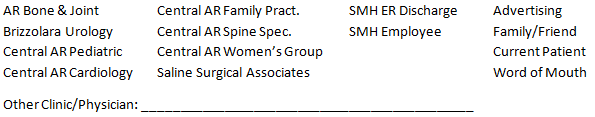 AR Bone & Joint Central AR Family Pract. SMH ER Discharge Advertising
Brizzolara Urology Central AR Spine Spec. SMH Employee Family/Friend
Central AR Pediatric Central AR Women's Group Current Patient
Central AR Cardiology Saline Surgical Associates Word of Mouth
Other Clinic/Physician: ___________________________________________